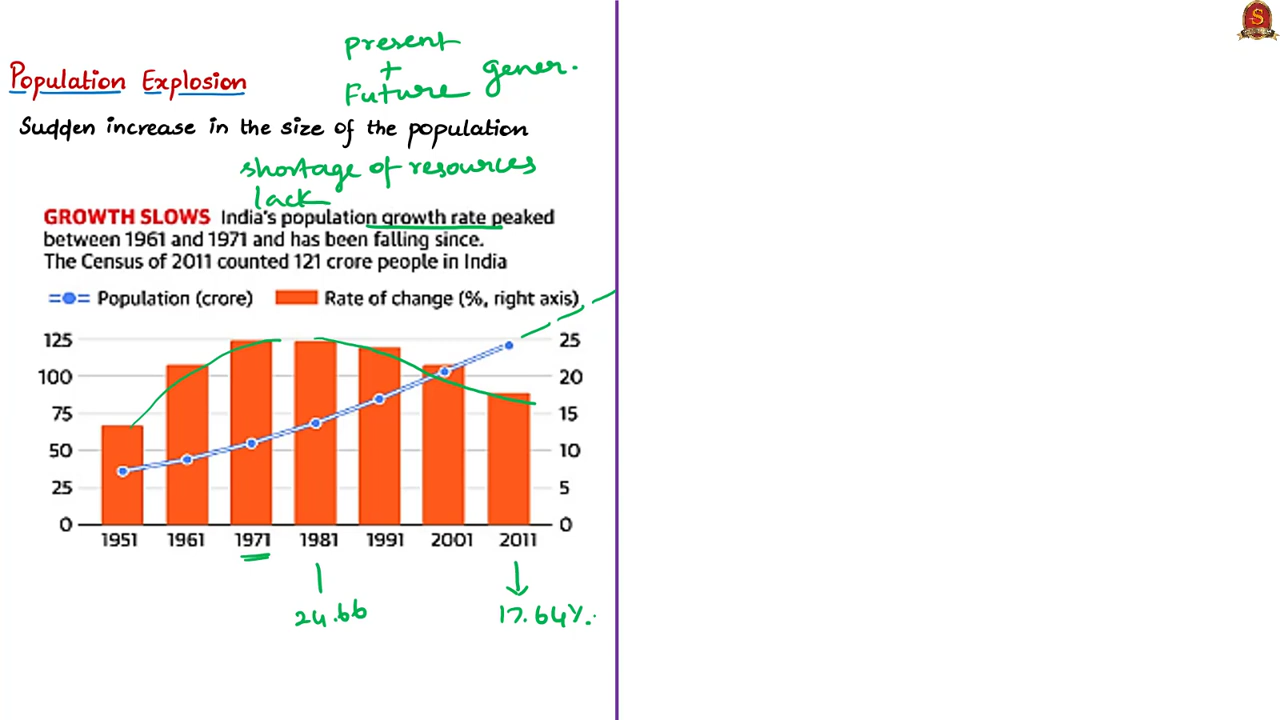 present
+
Future gener.
Population Explosion
Sudden increase in the size of the population
shortage of resources
lack
GROWTH SLOWS India's population growth rate peaked
between 1961 and 1971 and has been falling since.
The Census of 2011 counted 121 crore people in India
Population (crore) Rate of change (%, right axis)
125 25
100 20
75 15
50 10
25 5
0 0
1951 1961 1971 1981 1991 2001 2011
24.66 17.64%.
S